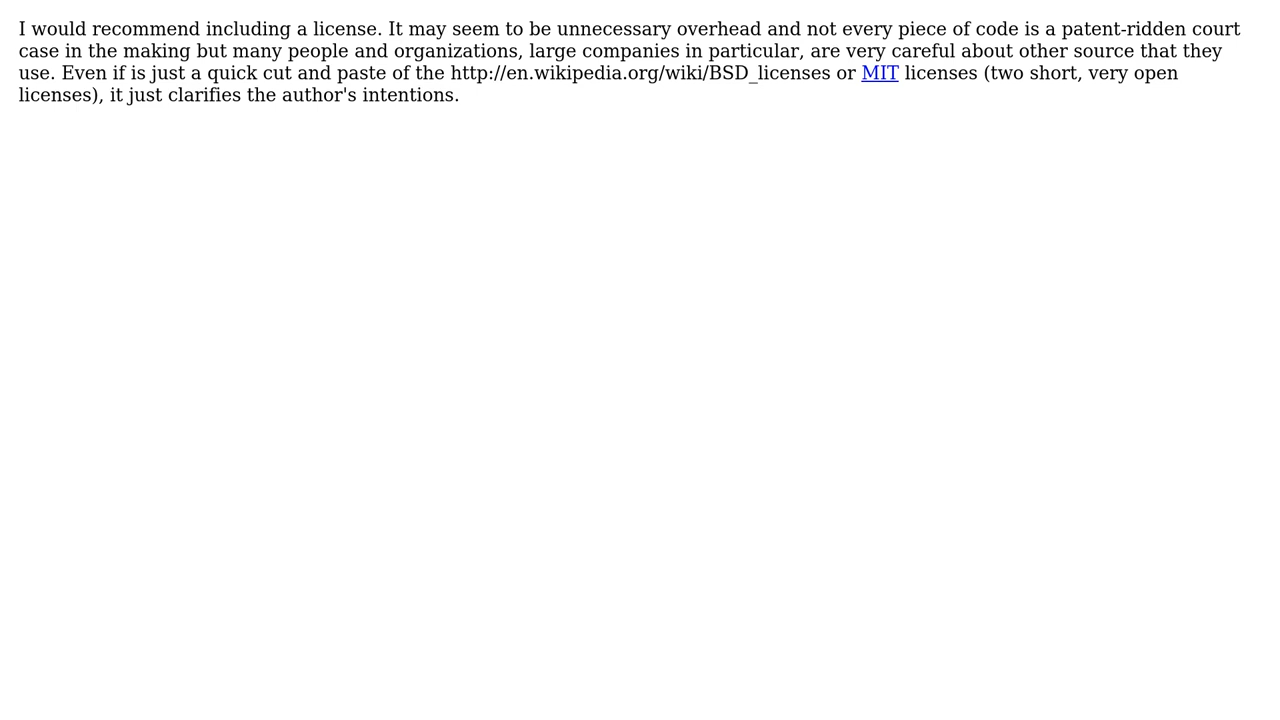 I would recommend including a license. It may seem to be unnecessary overhead and not every piece of code is a patent-ridden court
case in the making but many people and organizations, large companies in particular, are very careful about other source that they
use. Even if is just a quick cut and paste of the http://en.wikipedia.org/wiki/BSD_licenses or MIT licenses (two short, very open
licenses), it just clarifies the author's intentions.